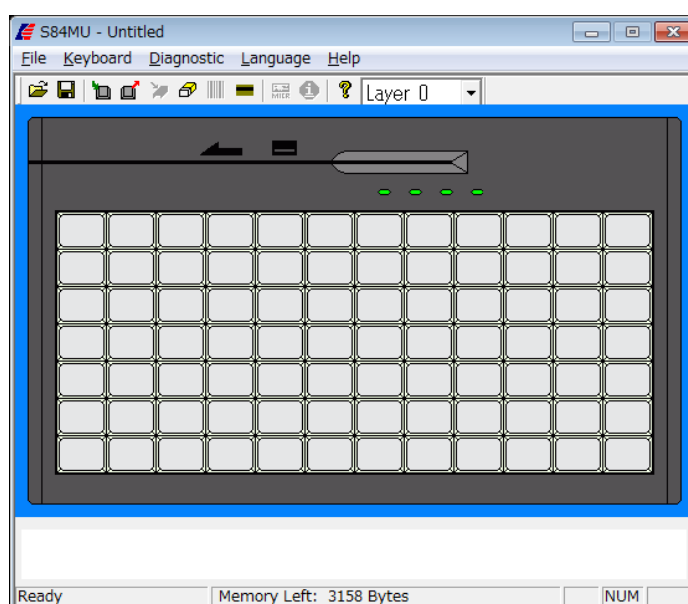 S84MU - Untitled
File Keyboard Diagnostic Language Help
MICR Layer 0
Ready Memory Left: 3158 Bytes NUM